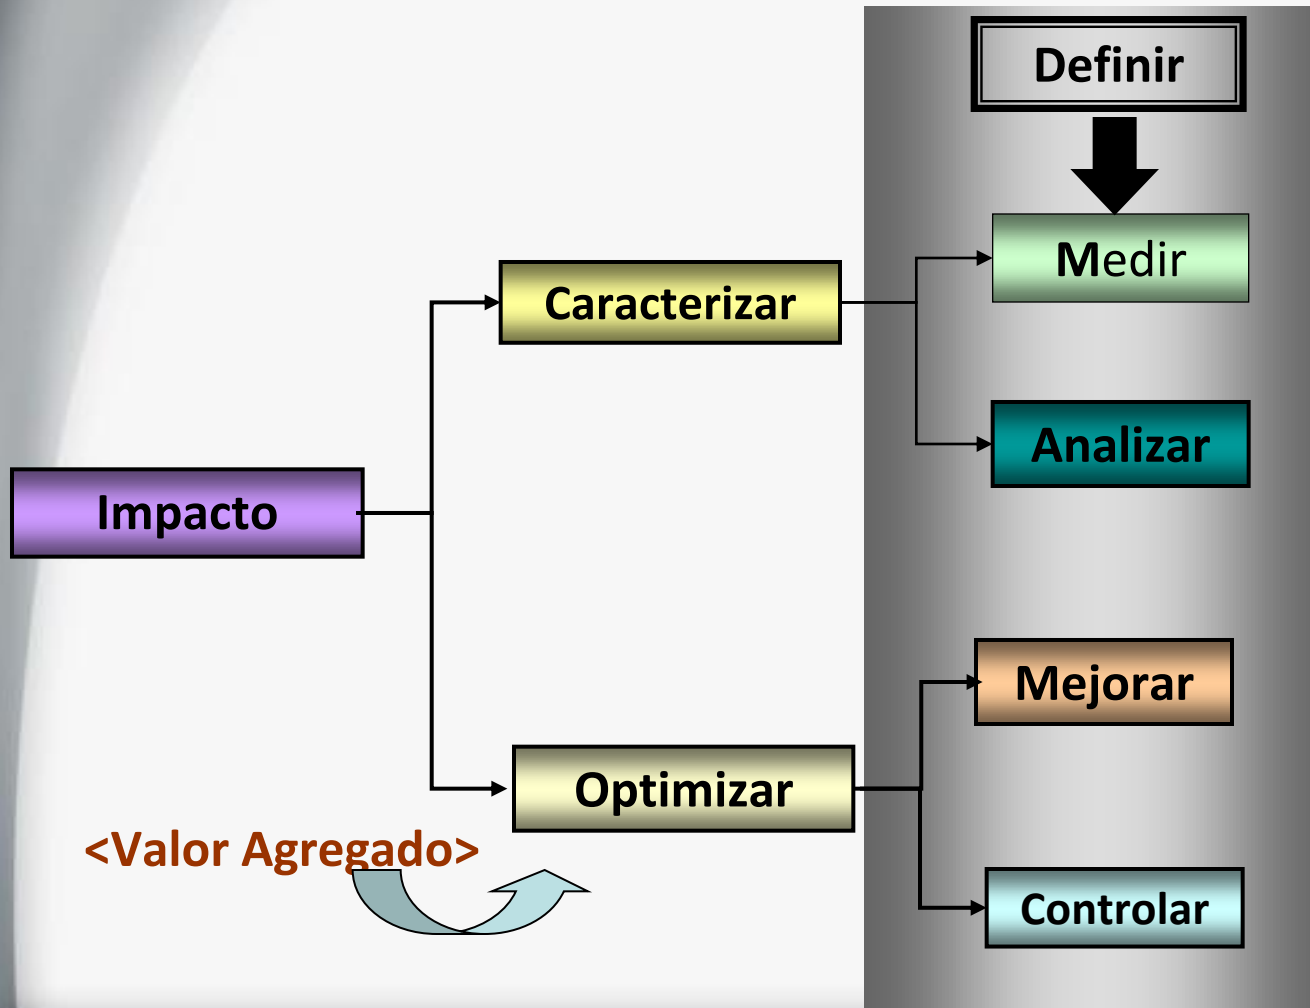 Definir
Medir
Caracterizar
Analizar
Impacto
Mejorar
Optimizar
<Valor Agregado>
Controlar